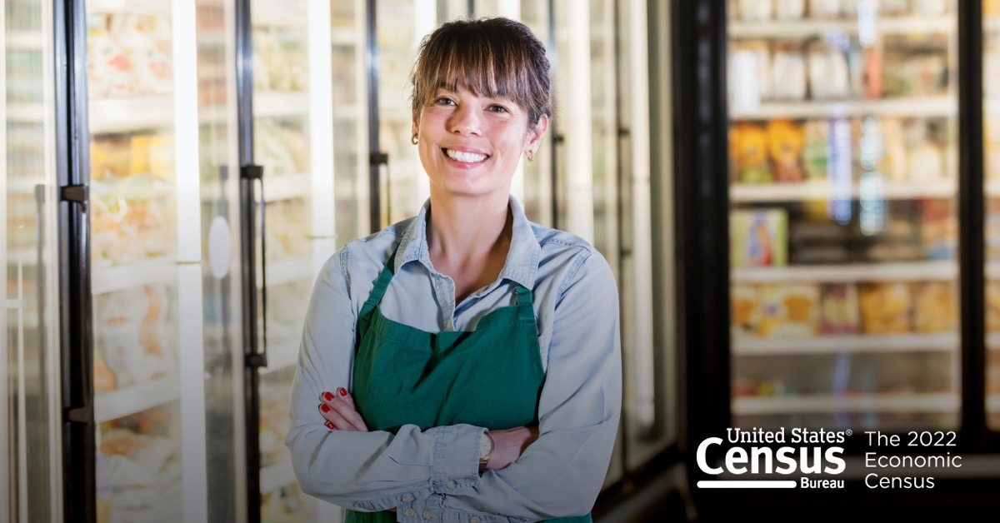 United States®
Census
Bureau
The 2022
Economic
Census